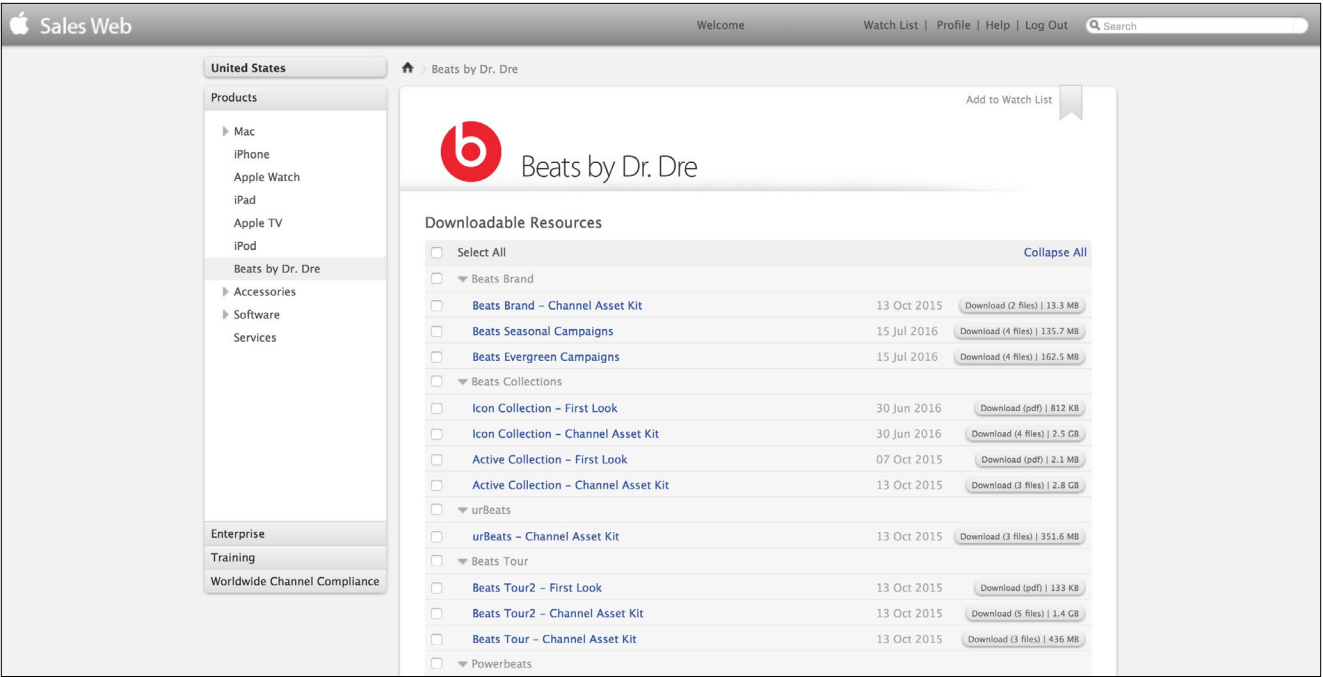 Sales Web
Welcome
Watch List | Profile | Help | Log Out
Search
United States
Beats by Dr. Dre
Products
Mac
iPhone
Apple Watch
iPad
Apple TV
iPod
Beats by Dr. Dre
Accessories
Software
Services
Enterprise
Training
Worldwide Channel Compliance
Add to Watch List
b
Beats by Dr. Dre
Downloadable Resources
Select All Collapse All
Beats Brand
Beats Brand – Channel Asset Kit 13 Oct 2015 Download (2 files) | 13.3 MB
Beats Seasonal Campaigns 15 Jul 2016 Download (4 files) | 135.7 MB
Beats Evergreen Campaigns 15 Jul 2016 Download (4 files) | 162.5 MB
Beats Collections
Icon Collection – First Look 30 Jun 2016 Download (pdf) | 812 KB
Icon Collection – Channel Asset Kit 30 Jun 2016 Download (4 files) | 2.5 GB
Active Collection – First Look 07 Oct 2015 Download (pdf) | 2.1 MB
Active Collection – Channel Asset Kit 13 Oct 2015 Download (3 files) | 2.8 GB
urBeats
urBeats – Channel Asset Kit 13 Oct 2015 Download (3 files) | 351.6 MB
Beats Tour
Beats Tour2 – First Look 13 Oct 2015 Download (pdf) | 133 KB
Beats Tour2 – Channel Asset Kit 13 Oct 2015 Download (5 files) | 1.4 GB
Beats Tour – Channel Asset Kit 13 Oct 2015 Download (3 files) | 436 MB
Powerbeats